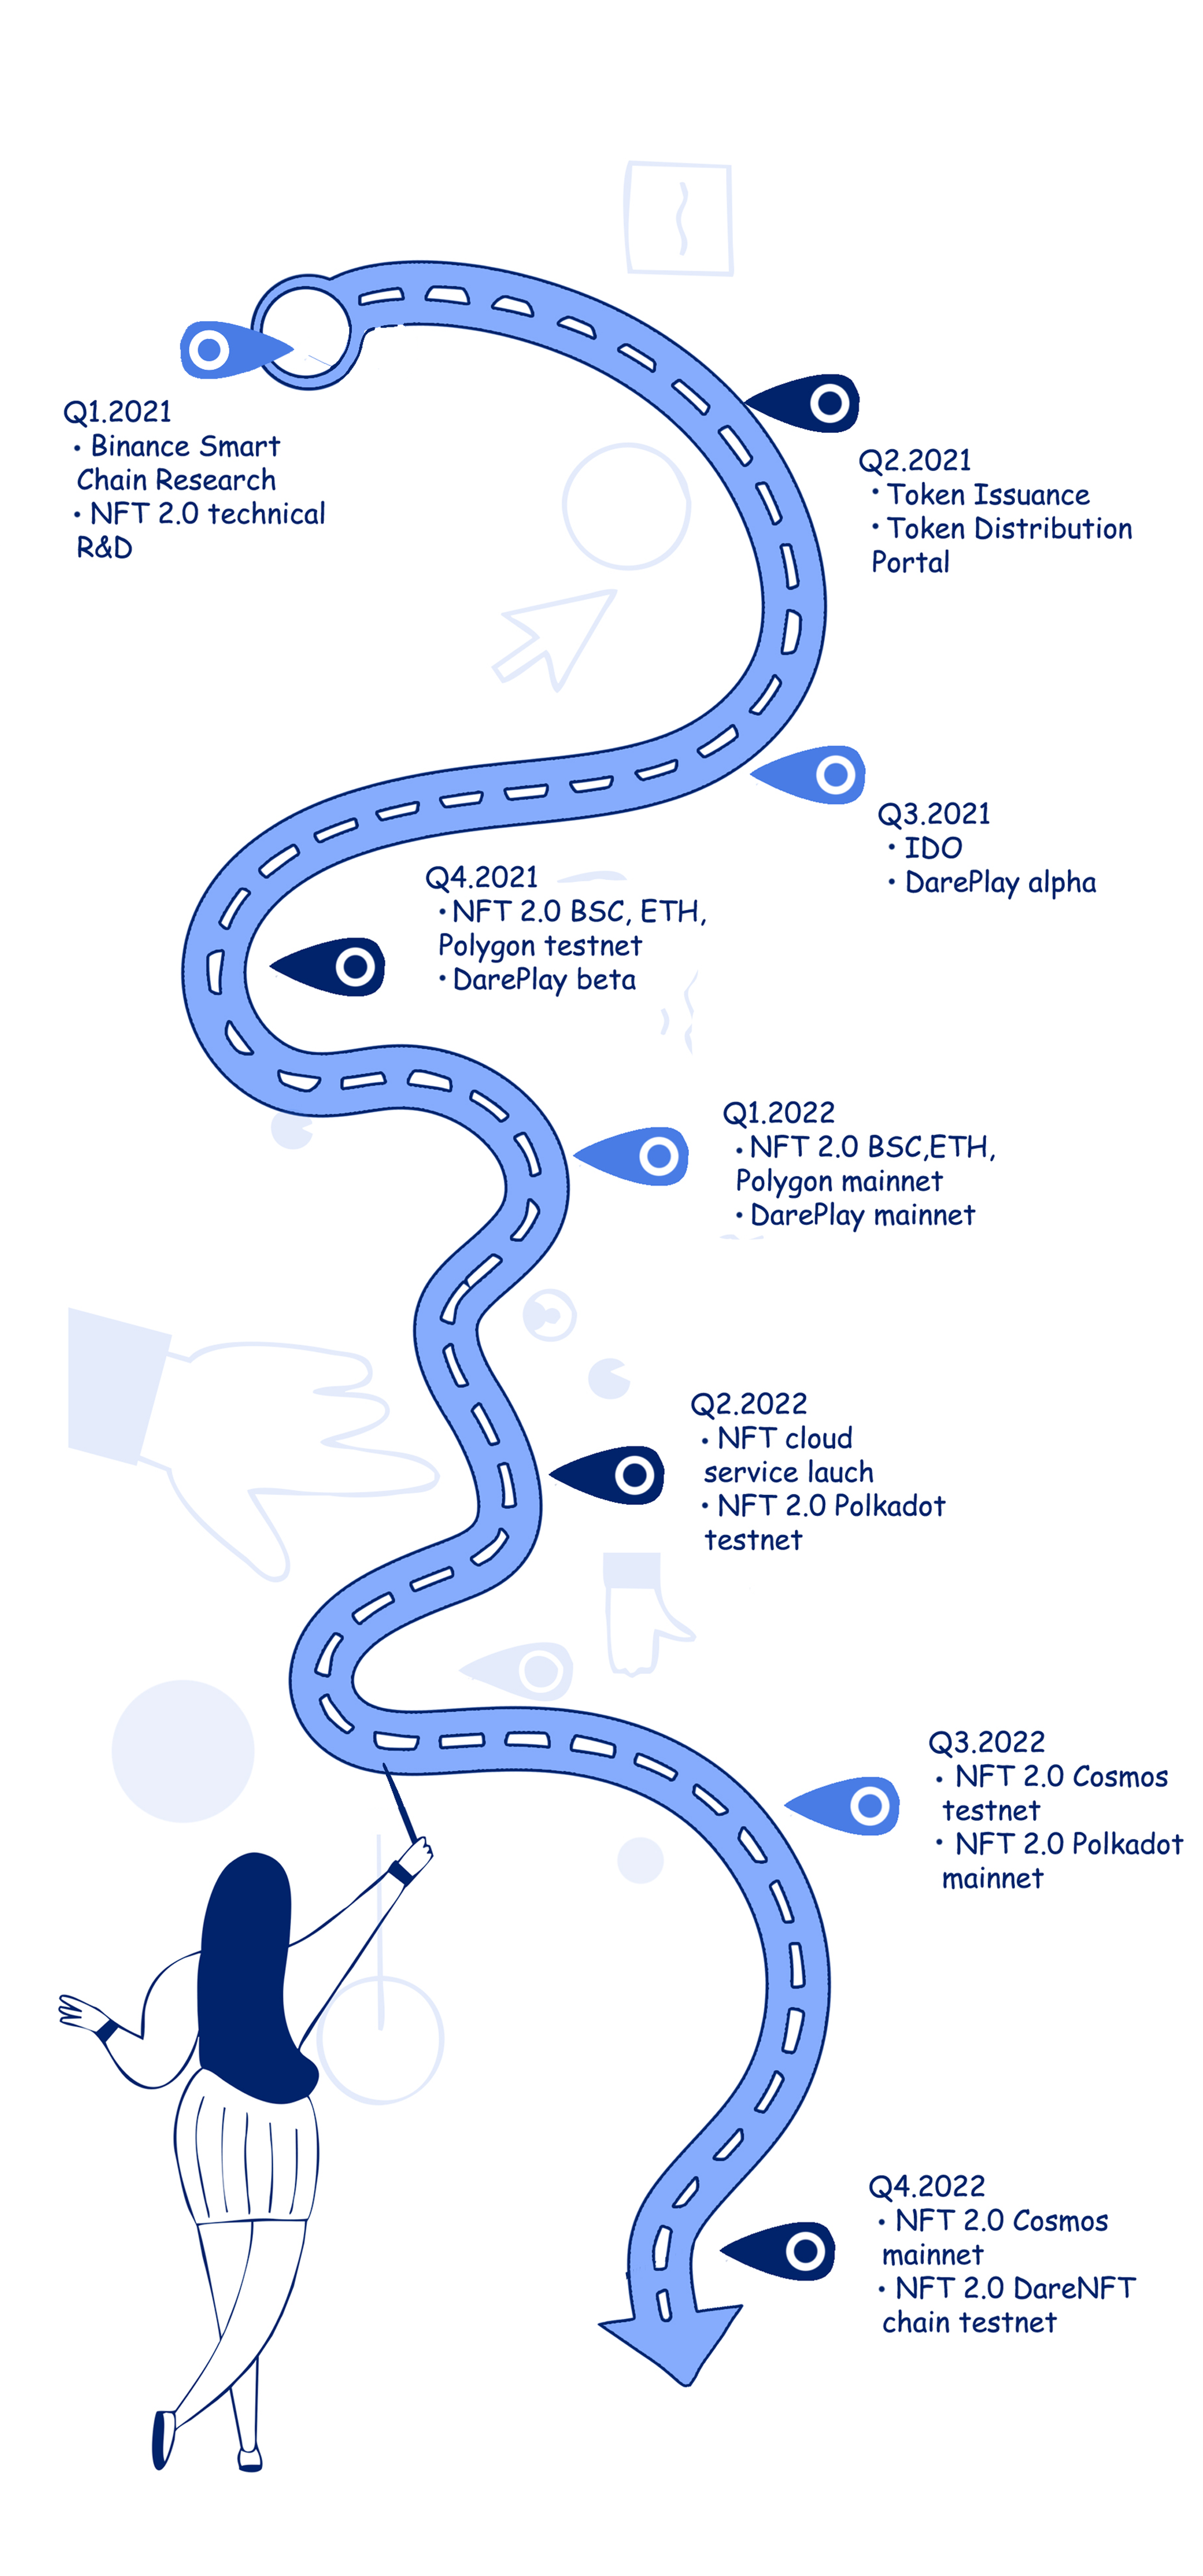 Q1.2021
• Binance Smart
Chain Research
• NFT 2.0 technical
R&D
Q2.2021
• Token Issuance
• Token Distribution
Portal
Q3.2021
• IDO
• DarePlay alpha
Q4.2021
• NFT 2.0 BSC, ETH,
Polygon testnet
• DarePlay beta
Q1.2022
• NFT 2.0 BSC,ETH,
Polygon mainnet
• DarePlay mainnet
Q2.2022
• NFT cloud
service lauch
• NFT 2.0 Polkadot
testnet
Q3.2022
• NFT 2.0 Cosmos
testnet
• NFT 2.0 Polkadot
mainnet
Q4.2022
• NFT 2.0 Cosmos
mainnet
• NFT 2.0 DareNFT
chain testnet